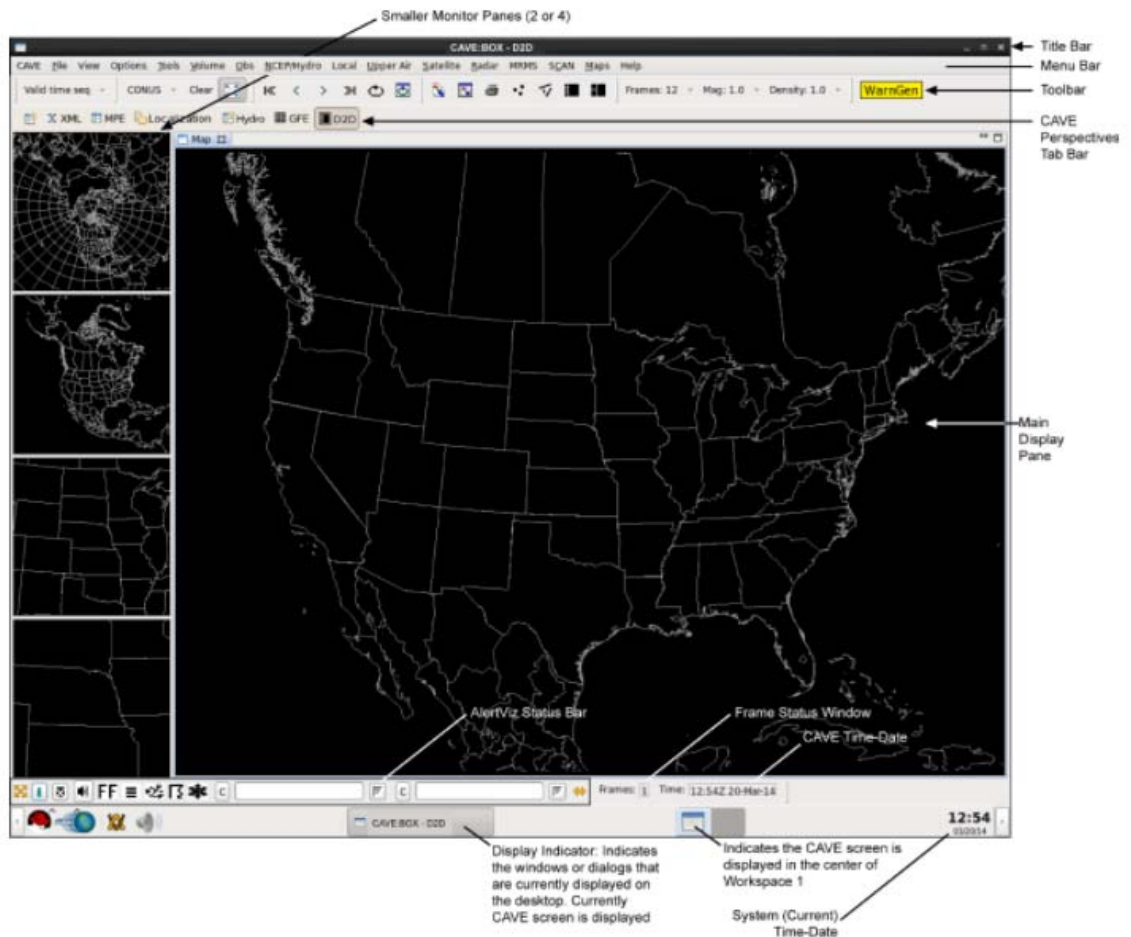 Smaller Monitor Panes (2 or 4)
CAVE:BOX - D2D
Title Bar
CAVE File View Options Tools Volume Obs NCEP/Hydro Local Upper Air Satellite Radar MRMS SCAN Maps Help
Menu Bar
Valid time seq CONUS Clear Frames: 12 Mag: 1.0 Density: 1.0 WarnGen
Toolbar
XML MPE Localization Hydro GFE D2D
CAVE
Perspectives
Tab Bar
Map
Main
Display
Pane
AlertViz Status Bar
Frame Status Window
CAVE Time-Date
FF C C Frames: 1 Time: 12:54Z 20-Mar-14
CAVE:BOX - D2D
12:54
03/20/14
Display Indicator: Indicates
the windows or dialogs that
are currently displayed on
the desktop. Currently
CAVE screen is displayed
Indicates the CAVE screen is
displayed in the center of
Workspace 1
System (Current)
Time-Date